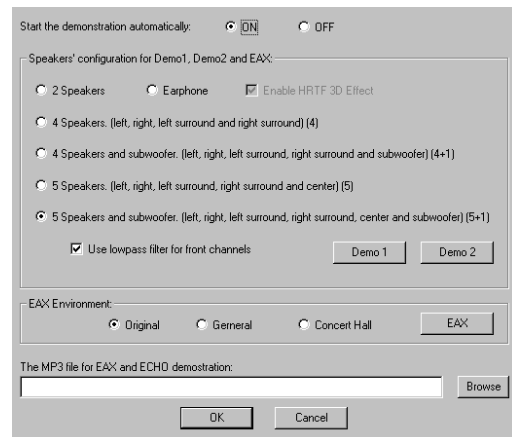 Start the demonstration automatically: ON OFF
Speakers' configuration for Demo1, Demo2 and EAX:
2 Speakers Earphone Enable HRTF 3D Effect
4 Speakers. (left, right, left surround and right surround) (4)
4 Speakers and subwoofer. (left, right, left surround, right surround and subwoofer) (4+1)
5 Speakers. (left, right, left surround, right surround and center) (5)
5 Speakers and subwoofer. (left, right, left surround, right surround, center and subwoofer) (5+1)
Use lowpass filter for front channels Demo 1 Demo 2
EAX Environment:
Original Gerneral Concert Hall EAX
The MP3 file for EAX and ECHO demostration:
Browse
OK Cancel